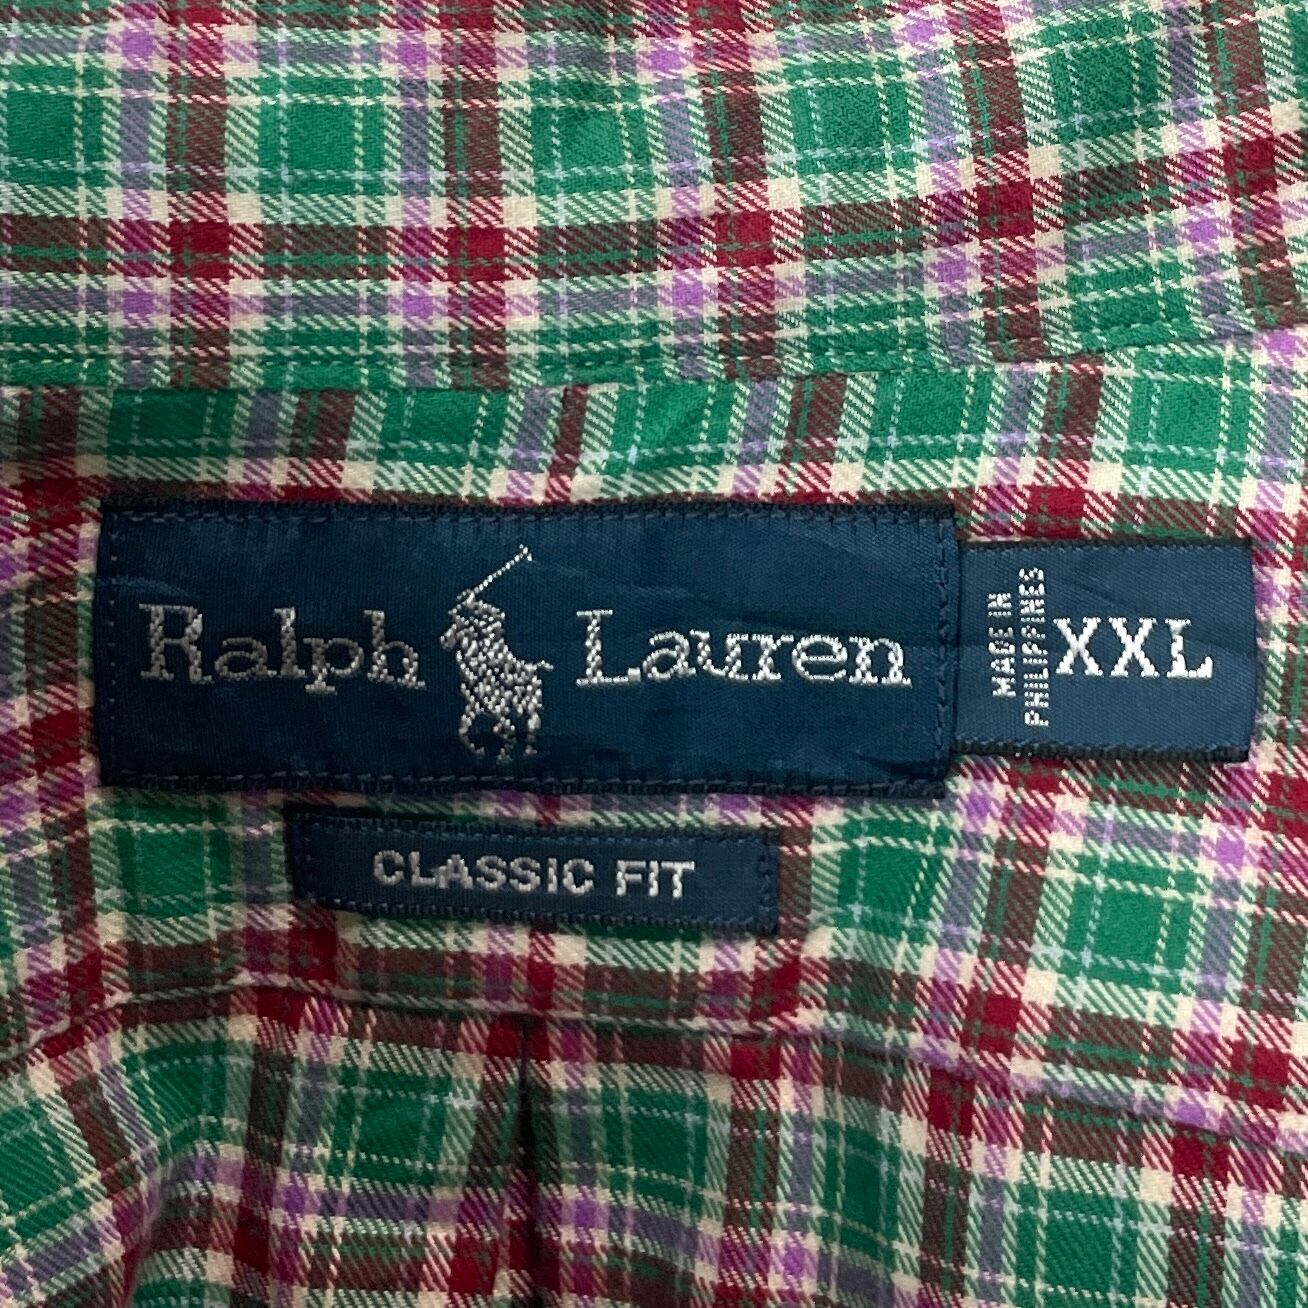 Ralph Lauren
MADE IN
PHILIPPINES
XXL
CLASSIC FIT